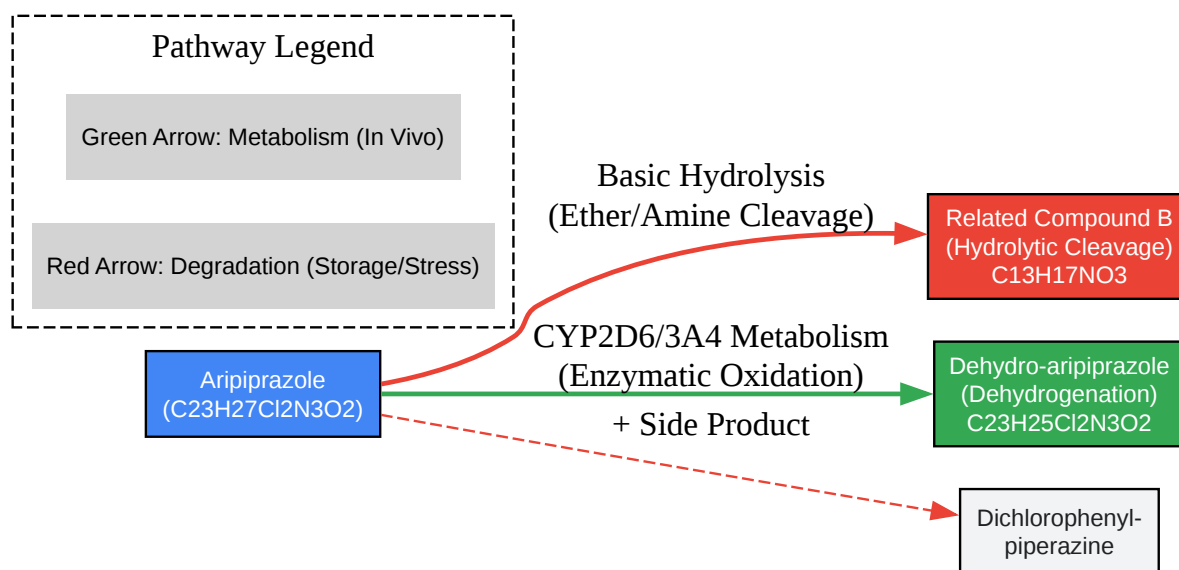 Pathway Legend
Green Arrow: Metabolism (In Vivo)
Red Arrow: Degradation (Storage/Stress)
Basic Hydrolysis
(Ether/Amine Cleavage)
Related Compound B
(Hydrolytic Cleavage)
C13H17NO3
CYP2D6/3A4 Metabolism
(Enzymatic Oxidation)
Aripiprazole
(C23H27Cl2N3O2)
Dehydro-aripiprazole
(Dehydrogenation)
C23H25Cl2N3O2
+ Side Product
Dichlorophenyl-
piperazine